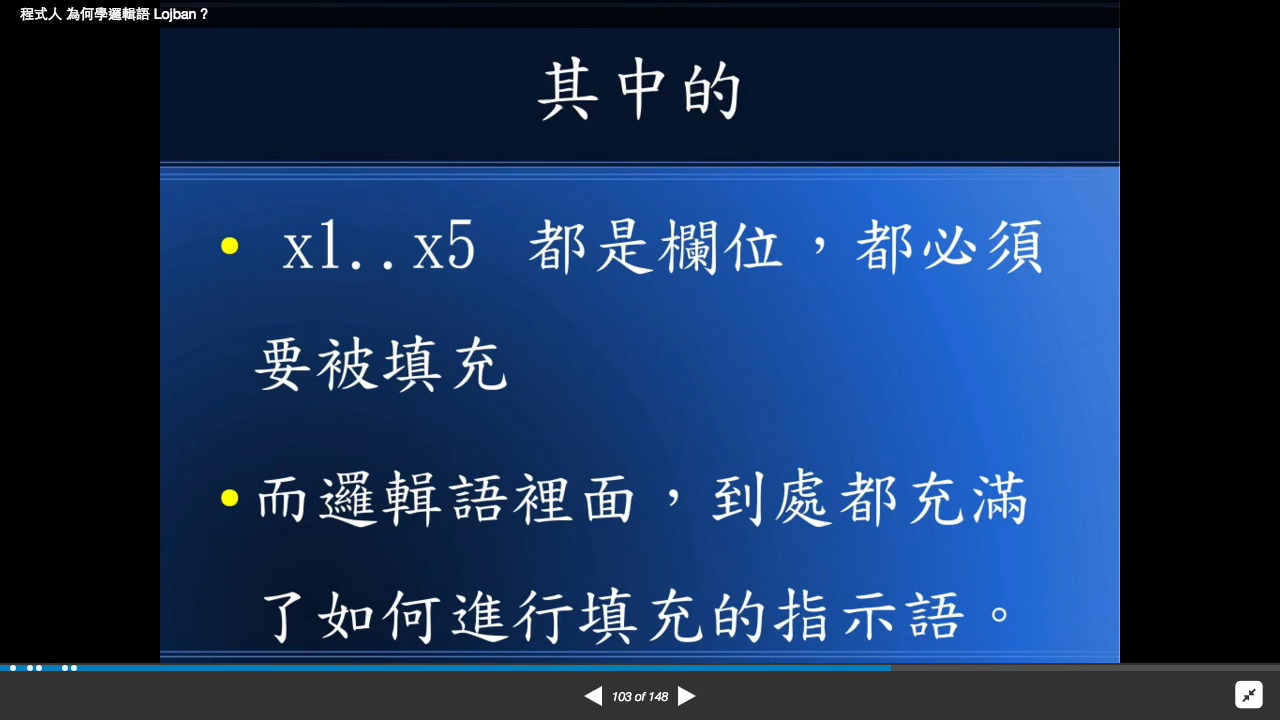 程式人 為何學邏輯語 Lojban ?
其中的
x1..x5 都是欄位，都必須
要被填充
而邏輯語裡面，到處都充滿
了如何進行填充的指示語。
103 of 148